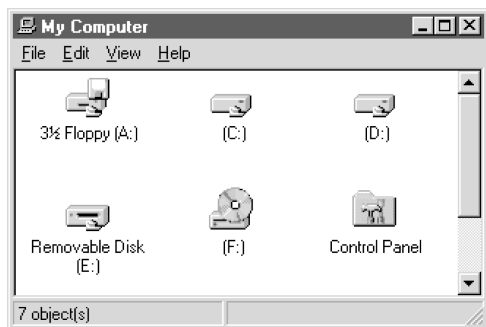 My Computer
File Edit View Help
3½ Floppy (A:) (C:) (D:)
Removable Disk (E:) (F:) Control Panel
7 object(s)